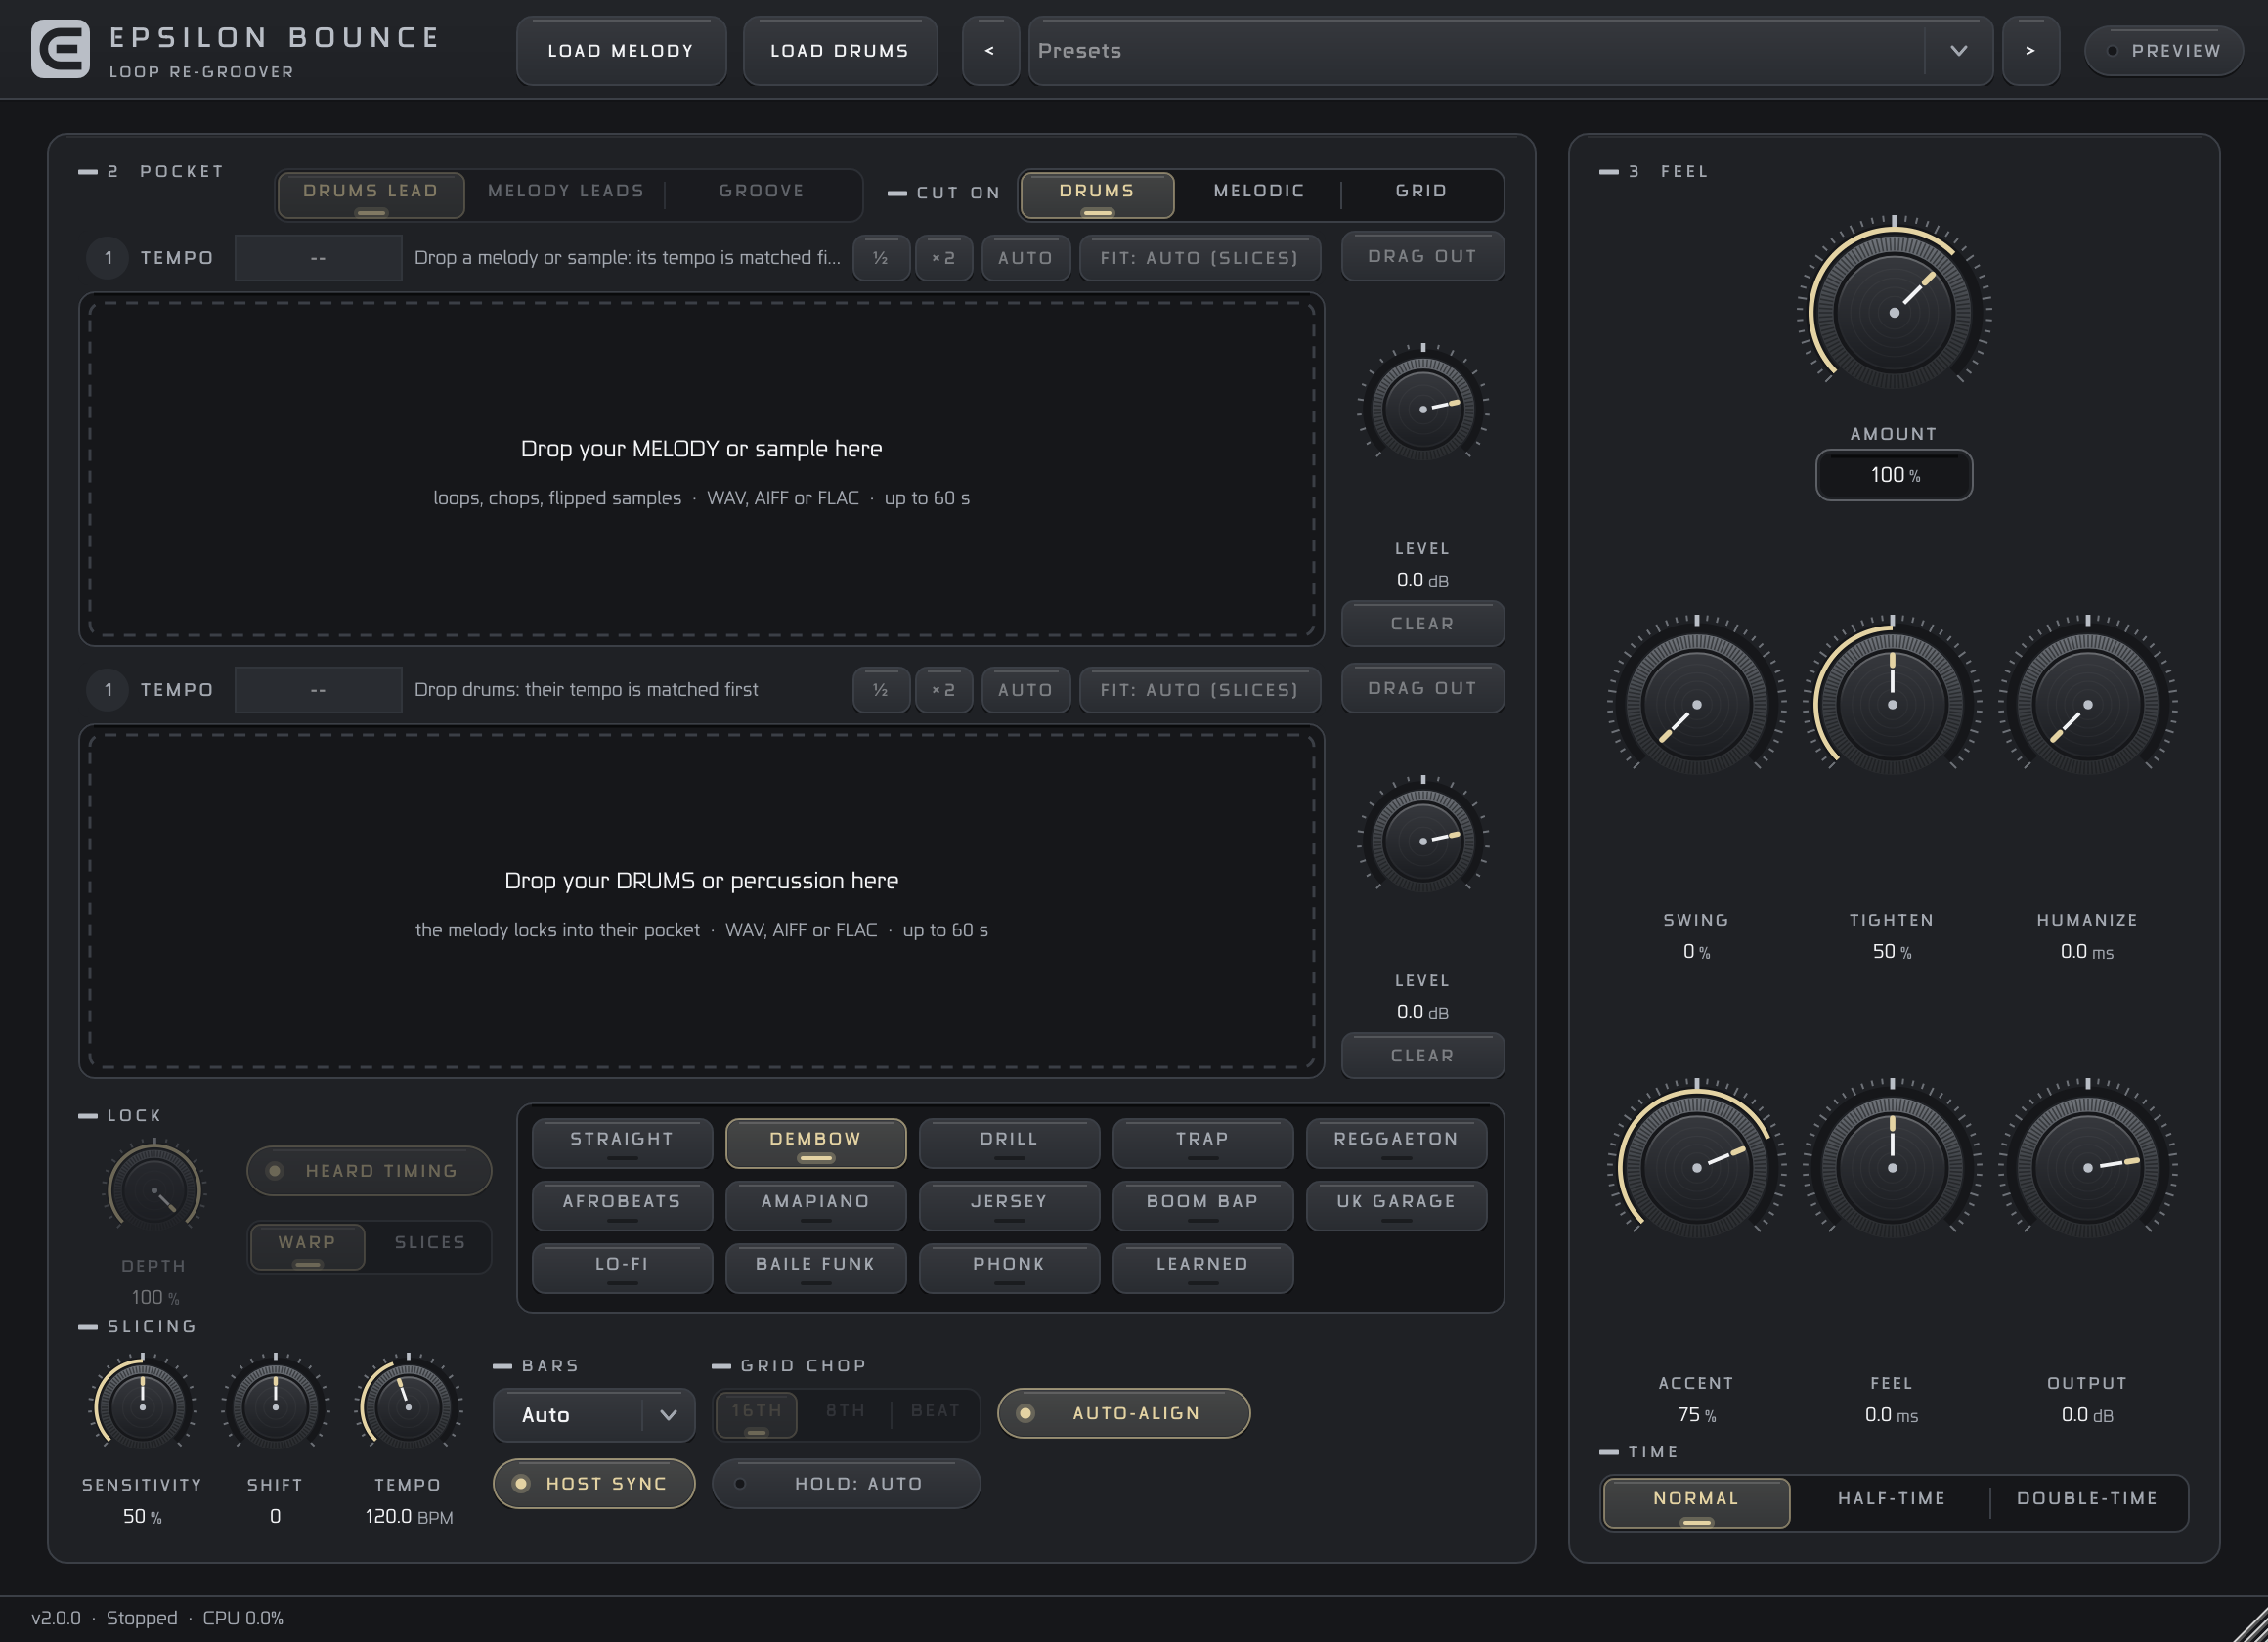 EPSILON BOUNCE
LOOP RE-GROOVER
LOAD MELODY
LOAD DRUMS
<
Presets
>
PREVIEW
2 POCKET
DRUMS LEAD
MELODY LEADS
GROOVE
CUT ON
DRUMS
MELODIC
GRID
1 TEMPO
--
Drop a melody or sample: its tempo is matched fi...
½
×2
AUTO
FIT: AUTO (SLICES)
DRAG OUT
Drop your MELODY or sample here
loops, chops, flipped samples · WAV, AIFF or FLAC · up to 60 s
LEVEL
0.0 dB
CLEAR
1 TEMPO
--
Drop drums: their tempo is matched first
½
×2
AUTO
FIT: AUTO (SLICES)
DRAG OUT
Drop your DRUMS or percussion here
the melody locks into their pocket · WAV, AIFF or FLAC · up to 60 s
LEVEL
0.0 dB
CLEAR
LOCK
DEPTH
100 %
HEARD TIMING
WARP
SLICES
STRAIGHT
DEMBOW
DRILL
TRAP
REGGAETON
AFROBEATS
AMAPIANO
JERSEY
BOOM BAP
UK GARAGE
LO-FI
BAILE FUNK
PHONK
LEARNED
SLICING
SENSITIVITY
50 %
SHIFT
0
TEMPO
120.0 BPM
BARS
Auto
HOST SYNC
GRID CHOP
16TH
8TH
BEAT
HOLD: AUTO
AUTO-ALIGN
3 FEEL
AMOUNT
100 %
SWING
0 %
TIGHTEN
50 %
HUMANIZE
0.0 ms
ACCENT
75 %
FEEL
0.0 ms
OUTPUT
0.0 dB
TIME
NORMAL
HALF-TIME
DOUBLE-TIME
v2.0.0 · Stopped · CPU 0.0%